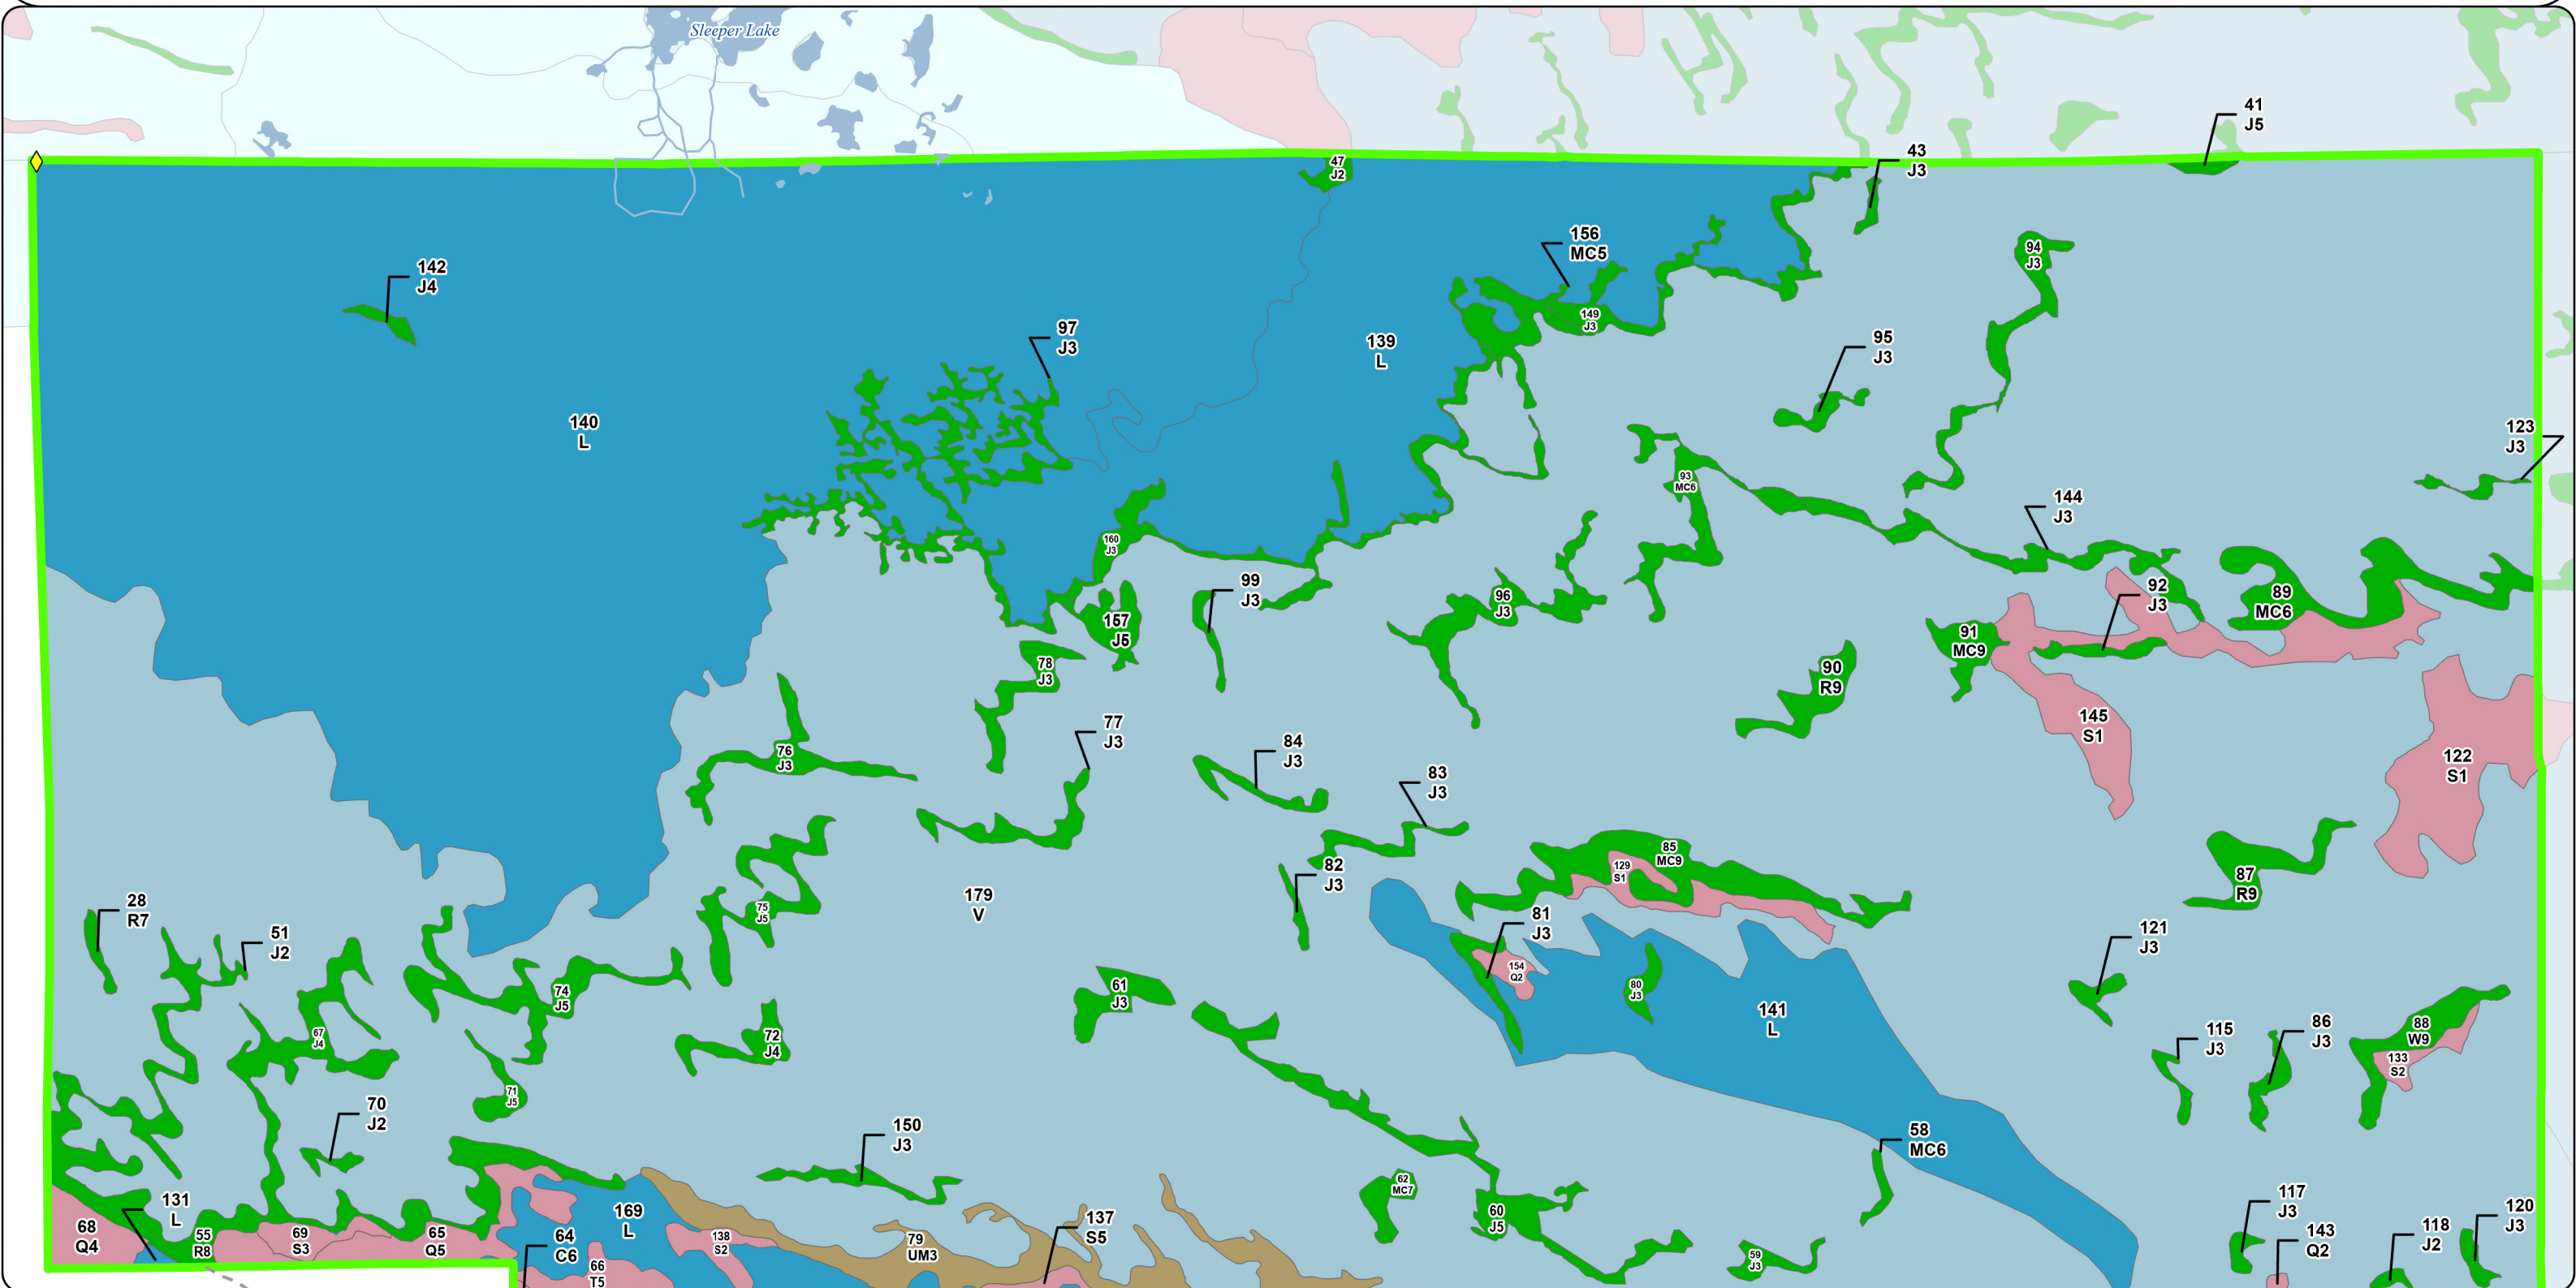 Sleeper Lake
41
J5
43
J3
47
J2
156
MC5
94
J3
142
J4
149
J3
97
J3
139
L
95
J3
140
L
123
J3
93
MC6
144
J3
160
J3
99
J3
92
J3
89
MC6
96
J3
157
J5
91
MC9
78
J3
90
R9
145
S1
77
J3
76
J3
84
J3
122
S1
83
J3
85
MC9
82
J3
129
S1
87
R9
179
V
28
R7
75
J5
81
J3
51
J2
121
J3
154
Q2
61
J3
80
J3
74
J5
141
L
88
W9
86
J3
115
J3
67
J4
72
J4
133
S2
71
J5
70
J2
150
J3
58
MC6
62
MC7
131
L
117
J3
169
L
60
J5
120
J3
137
S5
68
Q4
55
R8
69
S3
65
Q5
64
C6
138
S2
79
UM3
143
Q2
118
J2
59
J3
66
T5